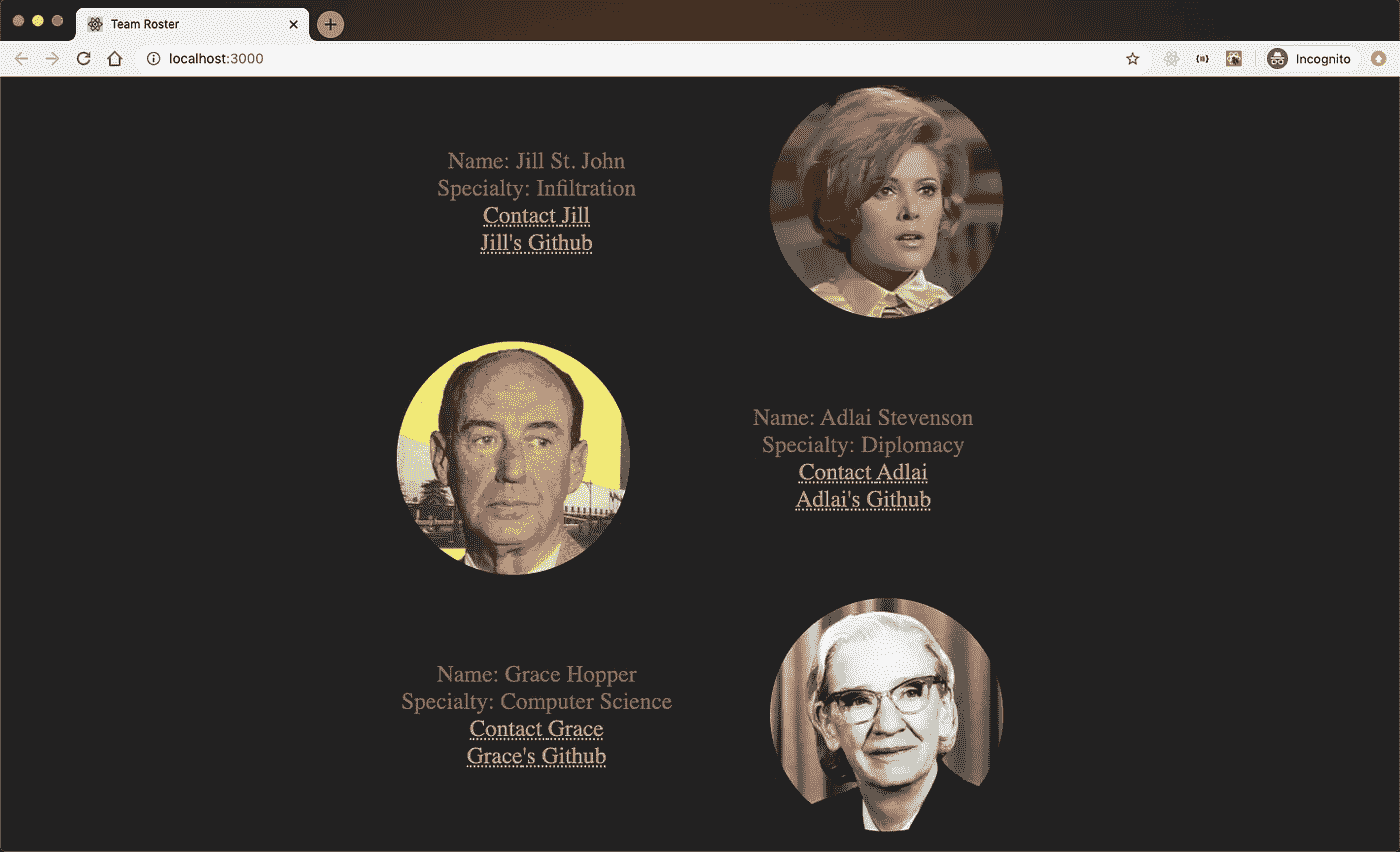 Team Roster
localhost:3000
Incognito
Name: Jill St. John
Specialty: Infiltration
Contact Jill
Jill's Github
Name: Adlai Stevenson
Specialty: Diplomacy
Contact Adlai
Adlai's Github
Name: Grace Hopper
Specialty: Computer Science
Contact Grace
Grace's Github